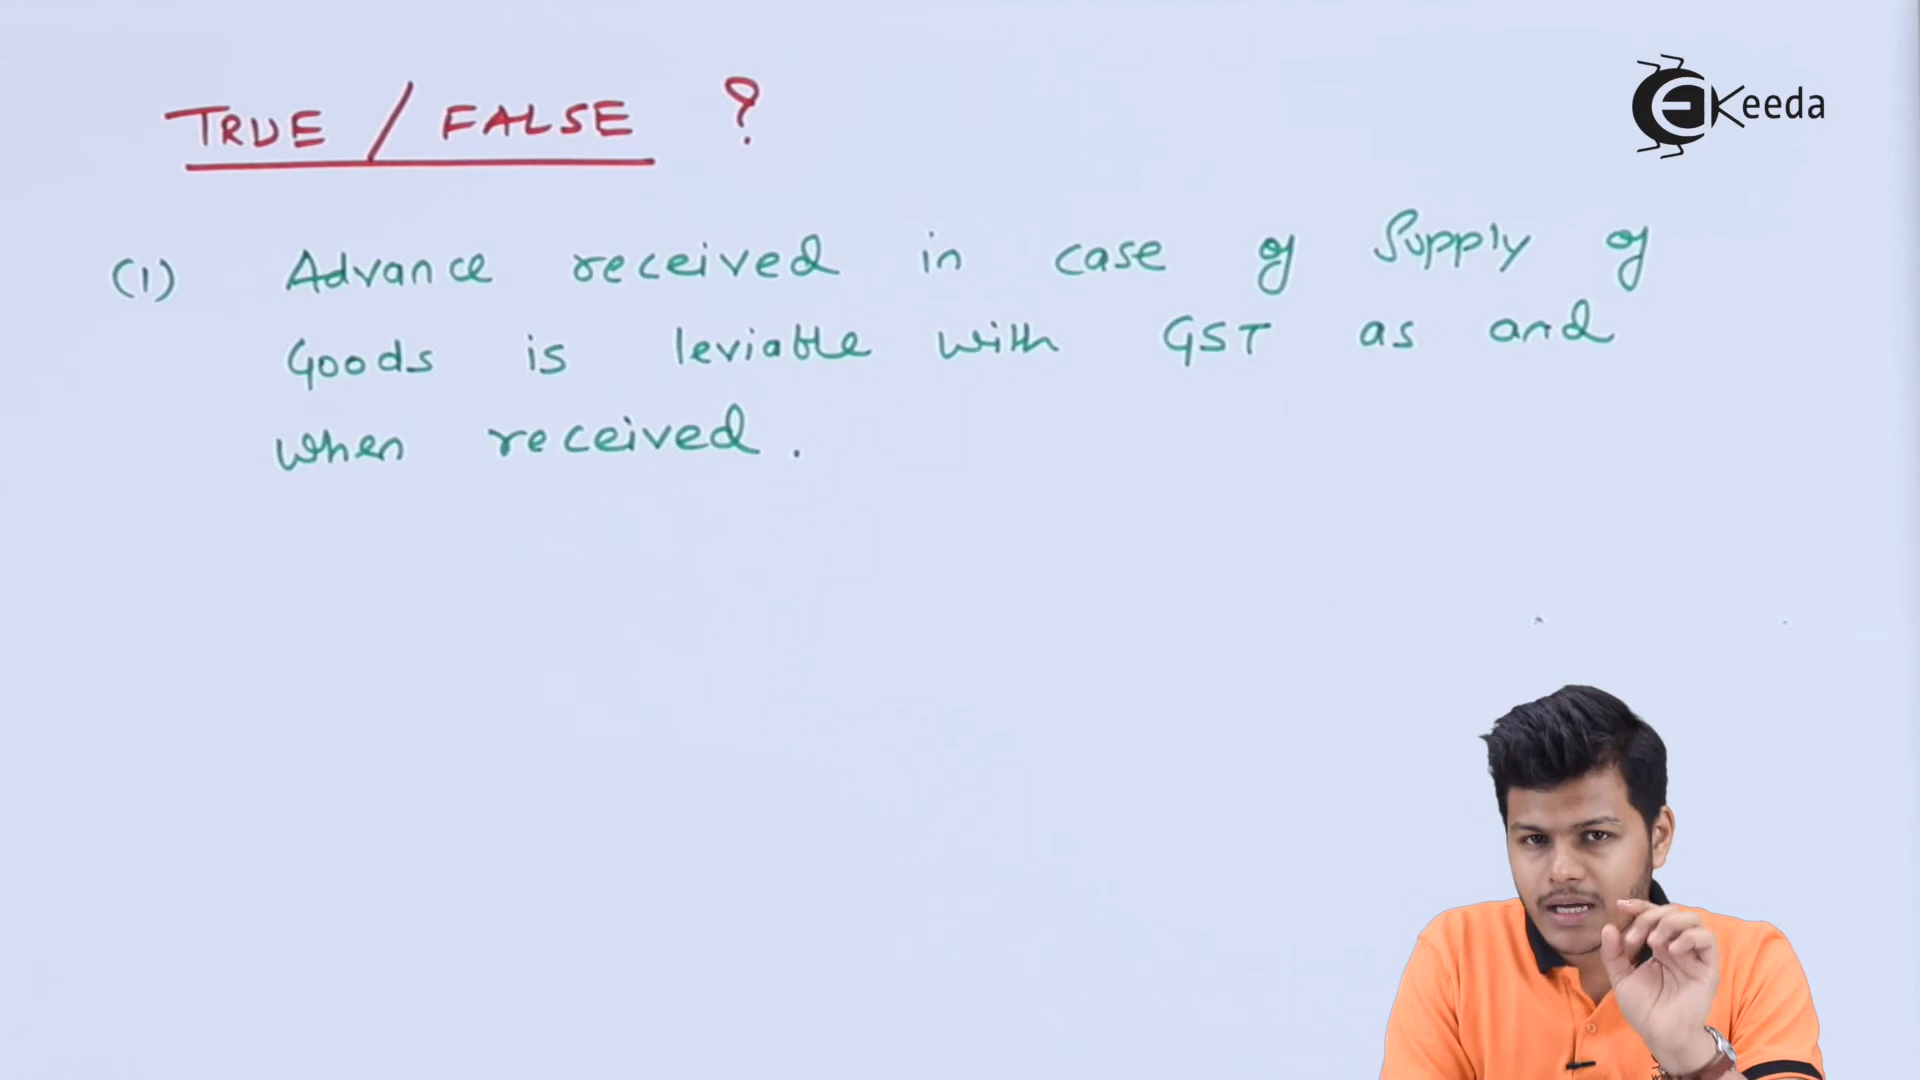 TRUE / FALSE ?
EKeeda
(1) Advance received in case of Supply of
Goods is leviable with GST as and
when received.